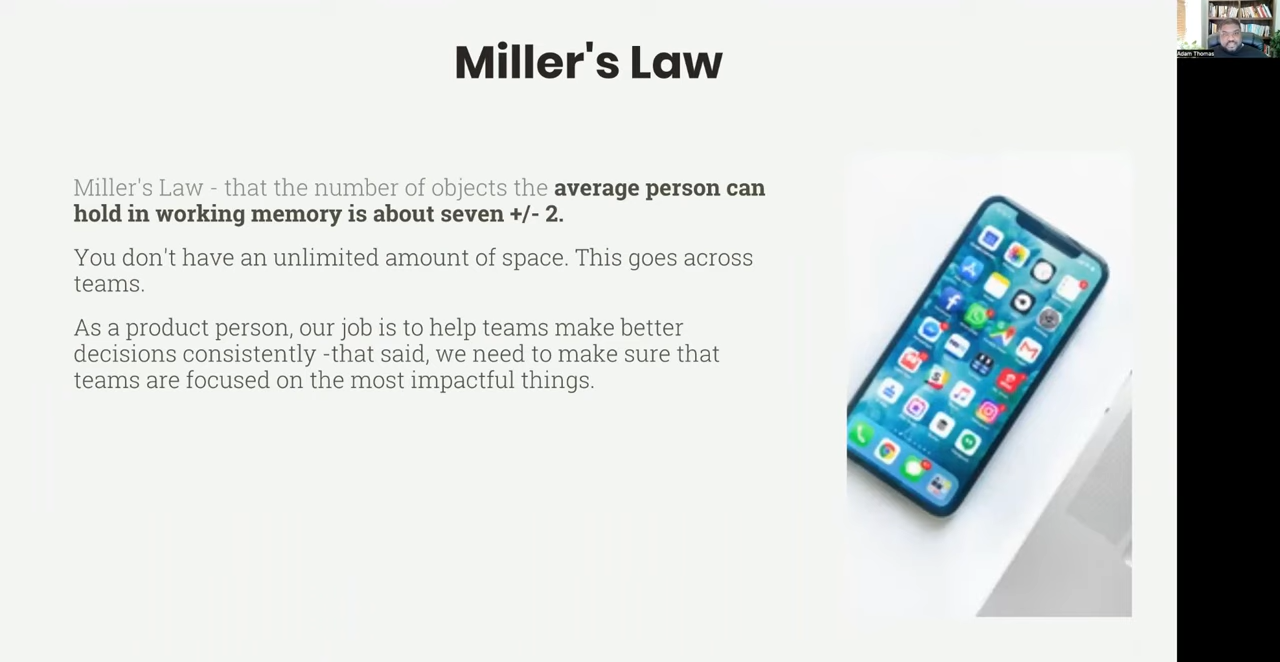 Miller's Law
Miller's Law - that the number of objects the average person can
hold in working memory is about seven +/- 2.
You don't have an unlimited amount of space. This goes across
teams.
As a product person, our job is to help teams make better
decisions consistently -that said, we need to make sure that
teams are focused on the most impactful things.
Adam Thomas